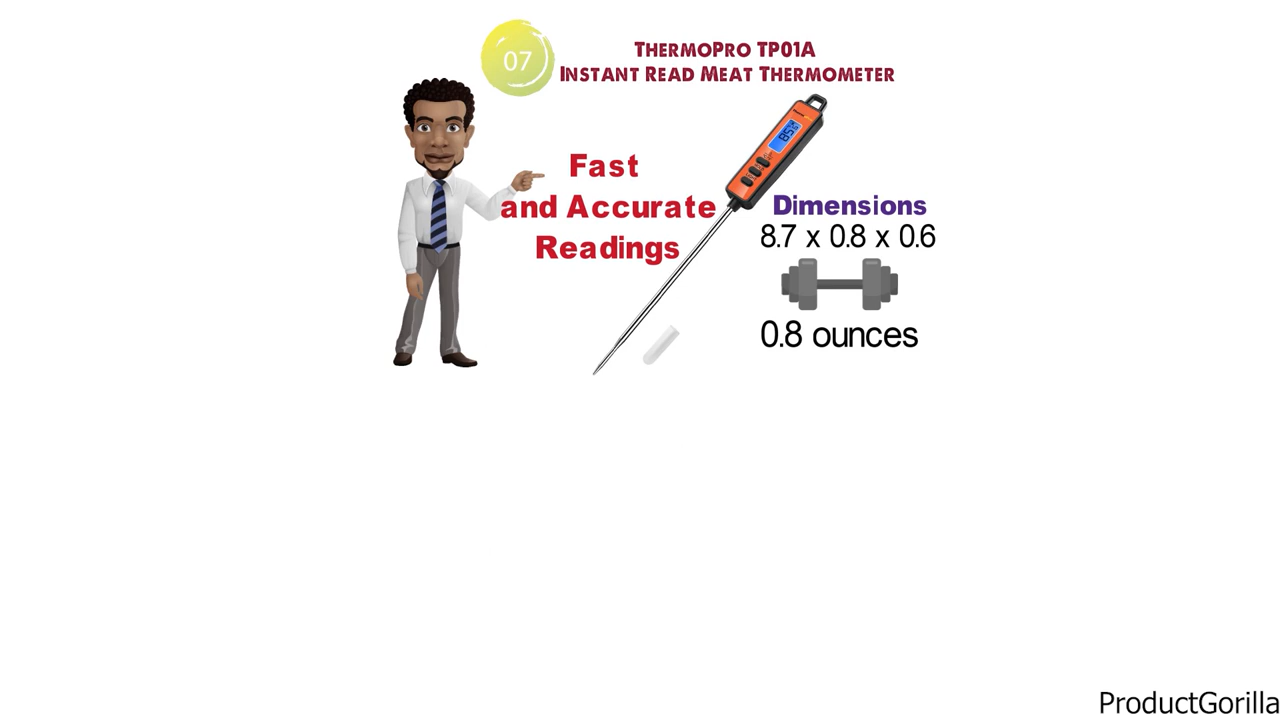 07
THERMOPRO TP01A
INSTANT READ MEAT THERMOMETER
Fast
and Accurate
Readings
Dimensions
8.7 x 0.8 x 0.6
0.8 ounces
ProductGorilla